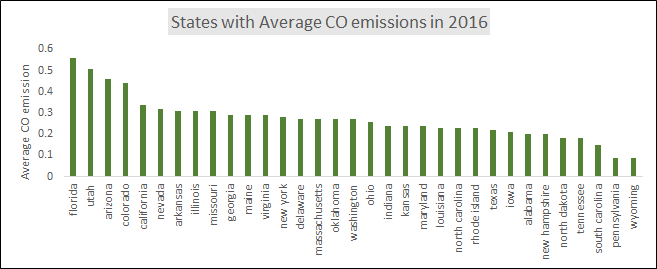 States with Average CO emissions in 2016
Average CO emission
0.6
0.5
0.4
0.3
0.2
0.1
0
florida
utah
arizona
colorado
california
nevada
arkansas
illinois
missouri
georgia
maine
virginia
new york
delaware
massachusetts
oklahoma
washington
ohio
indiana
kansas
maryland
louisiana
north carolina
rhode island
texas
iowa
alabama
new hampshire
north dakota
tennessee
south carolina
pennsylvania
wyoming